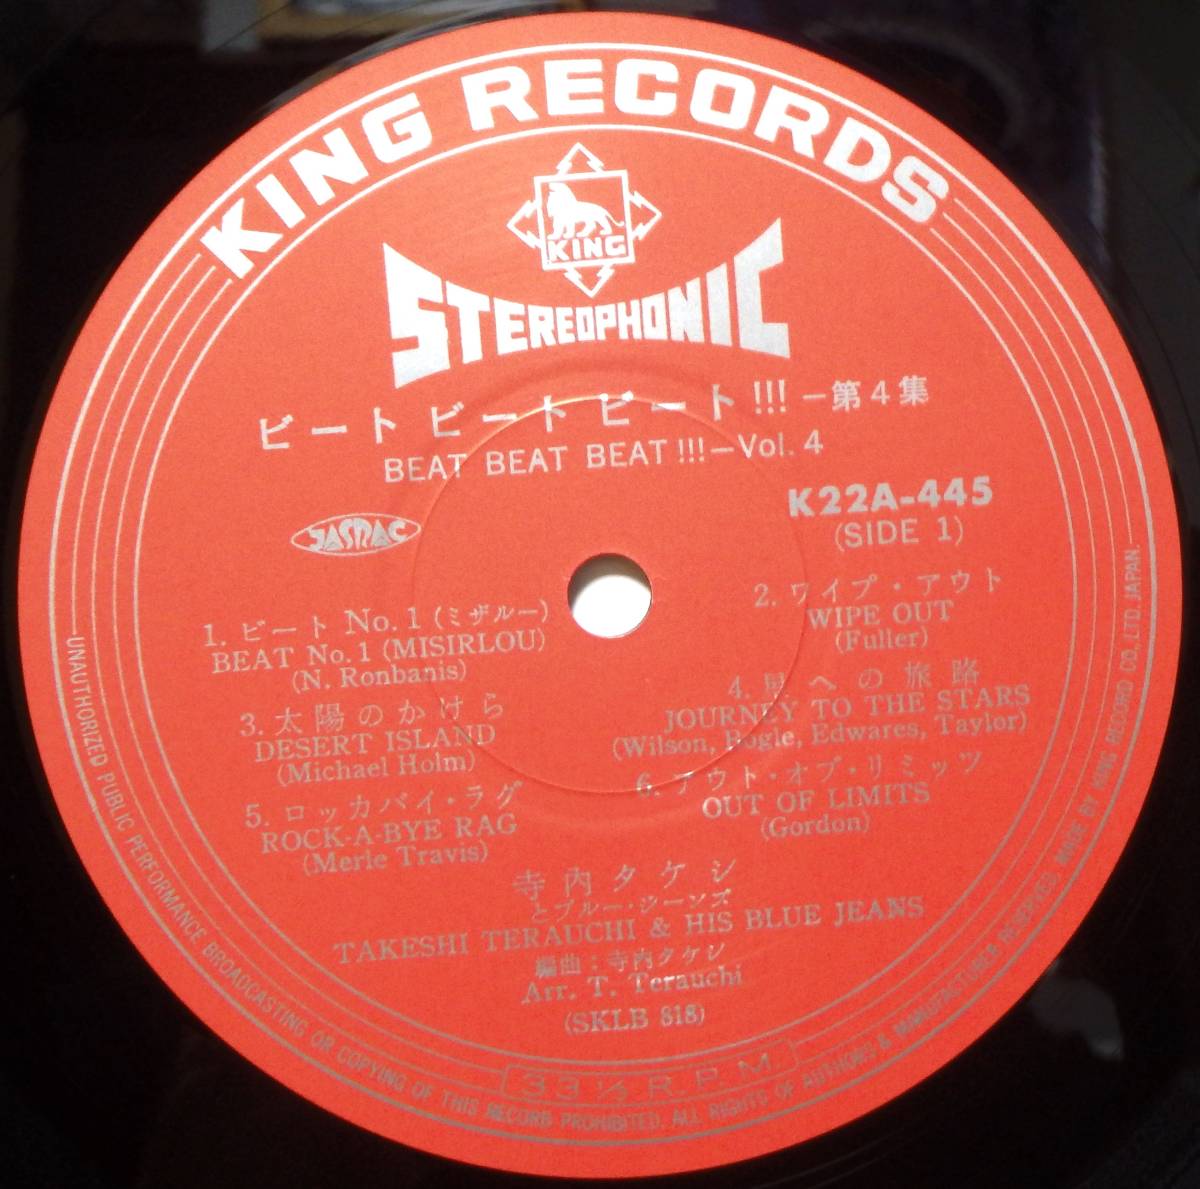 KING RECORDS
KING
STEREOPHONIC
ビート ビート ビート!!! －第4集
BEAT BEAT BEAT!!!－Vol. 4
JASRAC
K22A-445
(SIDE 1)
1. ビート No. 1 (ミザルー)
BEAT No. 1 (MISIRLOU)
(N. Ronbanis)
2. ワイプ・アウト
WIPE OUT
(Fuller)
3. 太陽のかけら
DESERT ISLAND
(Michael Holm)
4. 星への旅路
JOURNEY TO THE STARS
(Wilson, Bogle, Edwares, Taylor)
5. ロッカバイ・ラグ
ROCK-A-BYE RAG
(Merle Travis)
6. アウト・オブ・リミッツ
OUT OF LIMITS
(Gordon)
寺内タケシ
とブルー・ジーンズ
TAKESHI TERAUCHI & HIS BLUE JEANS
編曲：寺内タケシ
Arr. T. Terauchi
(SKLB 818)
33 1/3 R.P.M.
UNAUTHORIZED PUBLIC PERFORMANCE BROADCASTING OR COPYING OF THIS RECORD PROHIBITED. ALL RIGHTS OF AUTHORS & MANUFACTURER RESERVED. MADE BY KING RECORD CO., LTD. JAPAN.